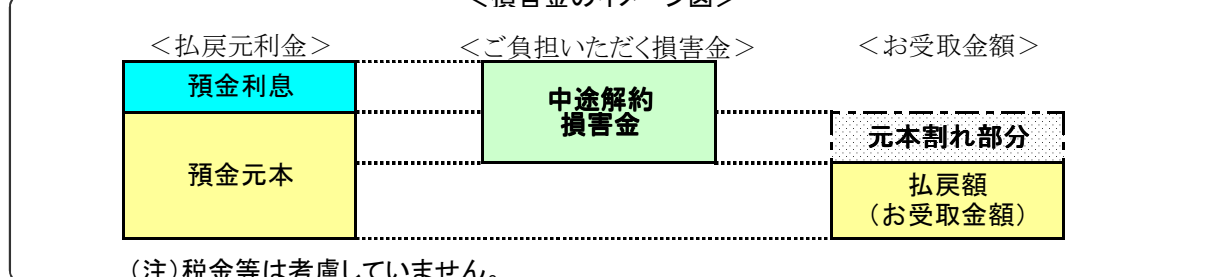 ＜損害金のイメージ図＞
＜払戻元利金＞ ＜ご負担いただく損害金＞ ＜お受取金額＞
預金利息
中途解約
損害金
元本割れ部分
預金元本
払戻額
（お受取金額）
（注）税金等は考慮していません。